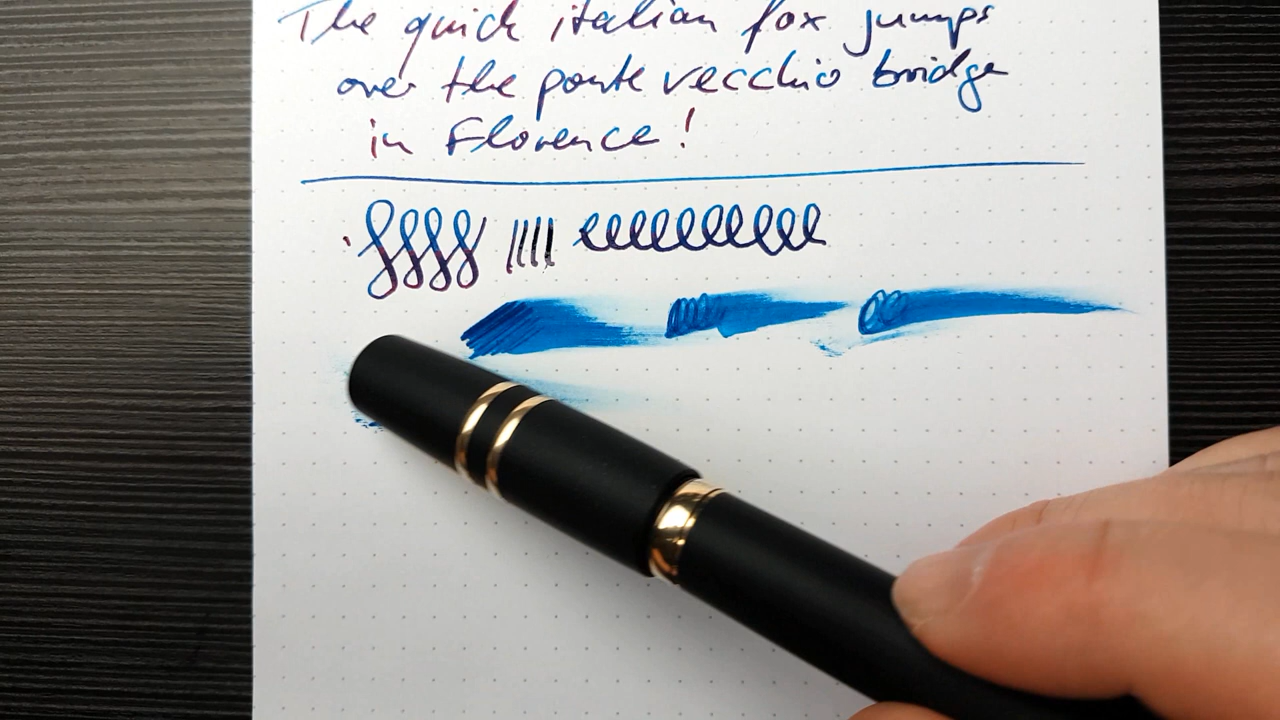 The quick italian fox jumps
over the ponte vecchio bridge
in Florence!